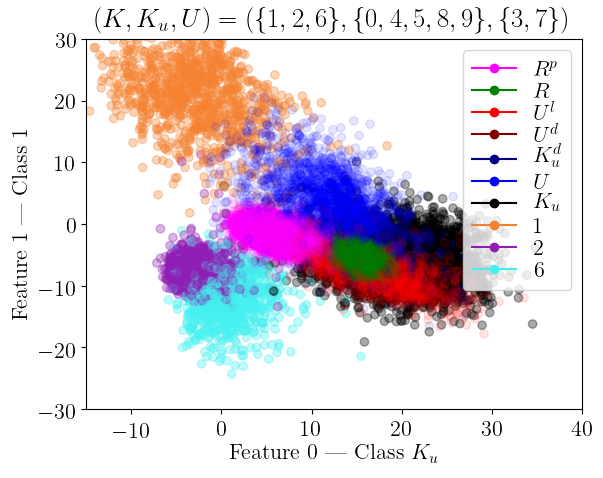 (K, K_u, U) = ({1, 2, 6}, {0, 4, 5, 8, 9}, {3, 7})
30
20
10
0
−10
−20
−30
Feature 1 — Class 1
R^p
R
U^l
U^d
K_u^d
U
K_u
1
2
6
−10
0
10
20
30
40
Feature 0 — Class K_u